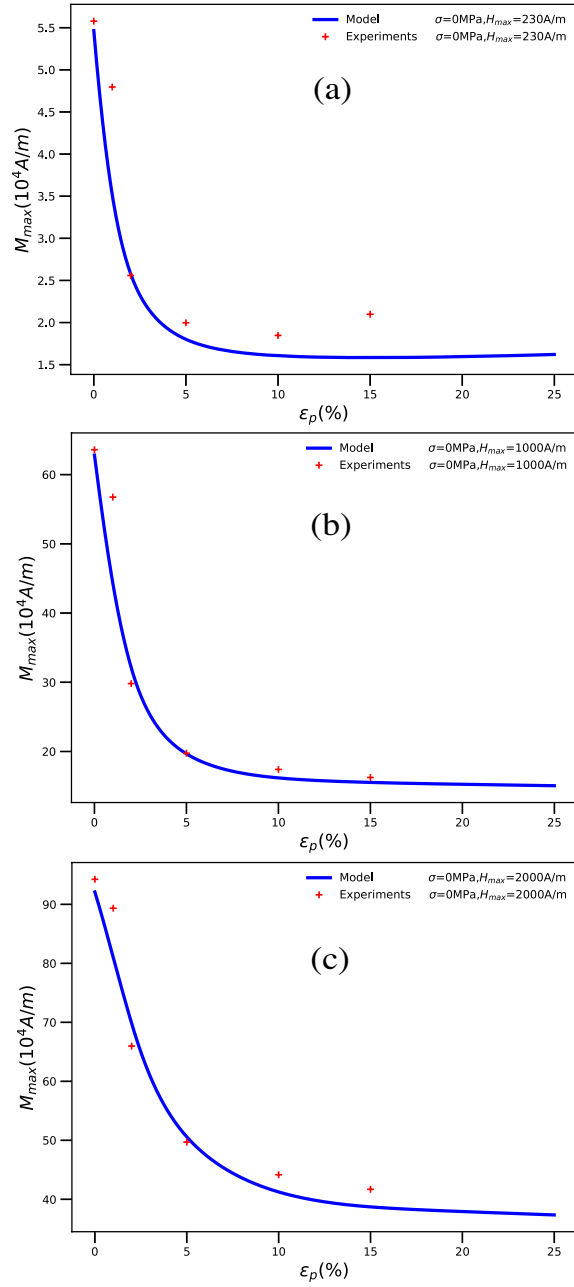 Model σ=0MPa,H_max=230A/m
Experiments σ=0MPa,H_max=230A/m
(a)
M_max(10^4A/m)
5.5
5.0
4.5
4.0
3.5
3.0
2.5
2.0
1.5
0 5 10 15 20 25
ε_p(%)
Model σ=0MPa,H_max=1000A/m
Experiments σ=0MPa,H_max=1000A/m
(b)
M_max(10^4A/m)
60
50
40
30
20
0 5 10 15 20 25
ε_p(%)
Model σ=0MPa,H_max=2000A/m
Experiments σ=0MPa,H_max=2000A/m
(c)
M_max(10^4A/m)
90
80
70
60
50
40
0 5 10 15 20 25
ε_p(%)